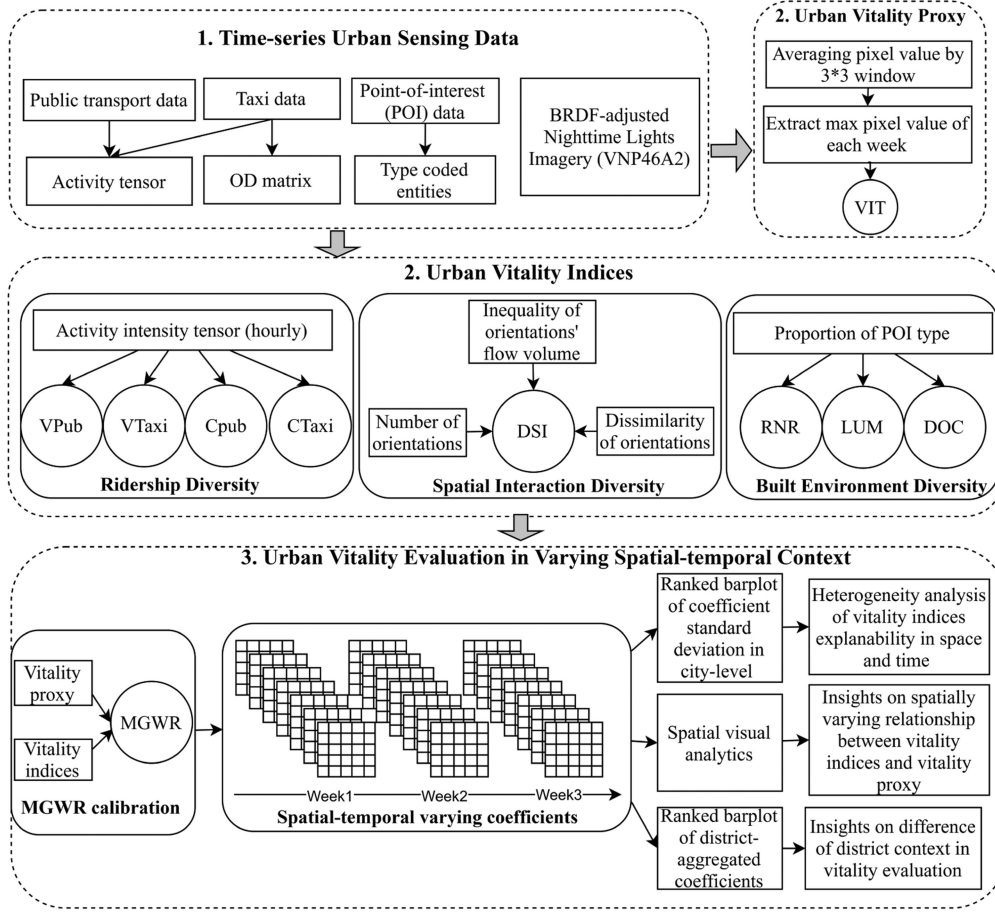 1. Time-series Urban Sensing Data
Public transport data
Taxi data
Point-of-interest
(POI) data
Activity tensor
OD matrix
Type coded
entities
BRDF-adjusted
Nighttime Lights
Imagery (VNP46A2)
2. Urban Vitality Proxy
Averaging pixel value by
3*3 window
Extract max pixel value of
each week
VIT
2. Urban Vitality Indices
Activity intensity tensor (hourly)
VPub
VTaxi
Cpub
CTaxi
Ridership Diversity
Inequality of
orientations'
flow volume
Number of
orientations
DSI
Dissimilarity
of orientations
Spatial Interaction Diversity
Proportion of POI type
RNR
LUM
DOC
Built Environment Diversity
3. Urban Vitality Evaluation in Varying Spatial-temporal Context
Vitality
proxy
Vitality
indices
MGWR
MGWR calibration
Week1
Week2
Week3
Spatial-temporal varying coefficients
Ranked barplot
of coefficient
standard
deviation in
city-level
Heterogeneity analysis
of vitality indices
explanability in space
and time
Spatial visual
analytics
Insights on spatially
varying relationship
between vitality
indices and vitality
proxy
Ranked barplot
of district-
aggregated
coefficients
Insights on difference
of district context in
vitality evaluation